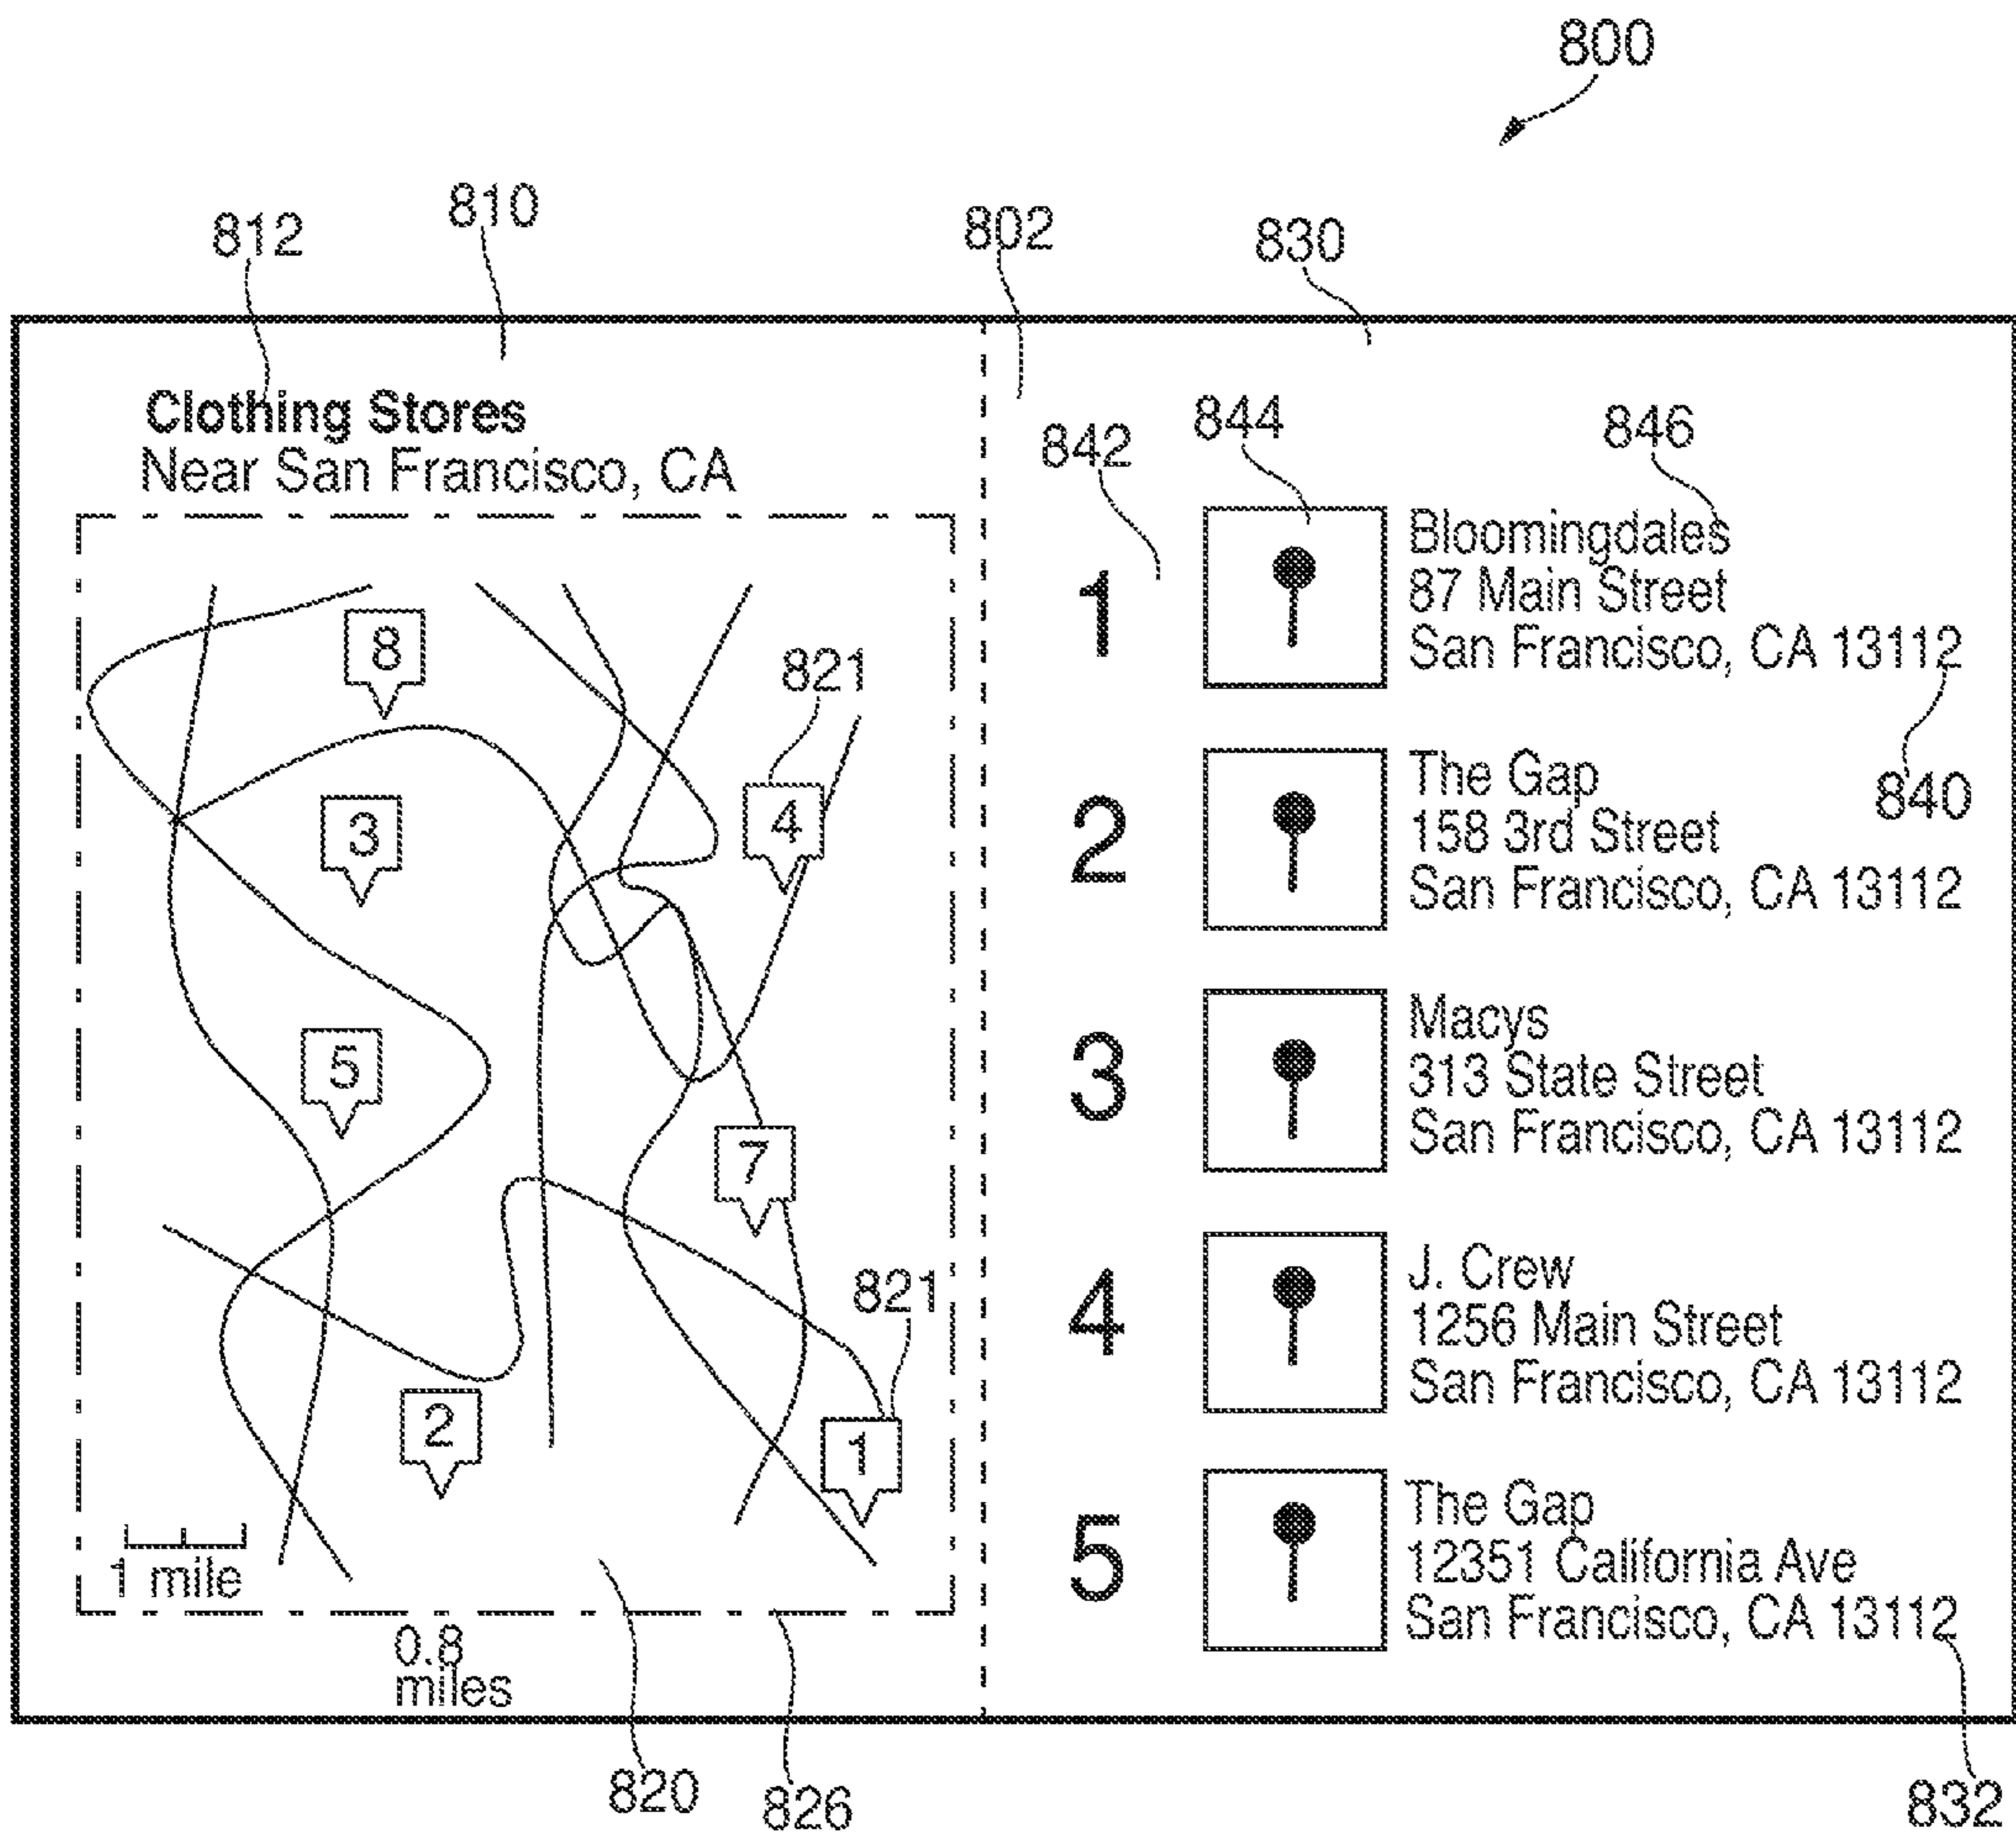 800
812
810
802
830
Clothing Stores
Near San Francisco, CA
8
821
3
4
5
7
821
2
1
1 mile
0.8
miles
820
826
842
844
846
1
Bloomingdales
87 Main Street
San Francisco, CA 13112
840
2
The Gap
158 3rd Street
San Francisco, CA 13112
3
Macys
313 State Street
San Francisco, CA 13112
4
J. Crew
1256 Main Street
San Francisco, CA 13112
5
The Gap
12351 California Ave
San Francisco, CA 13112
832